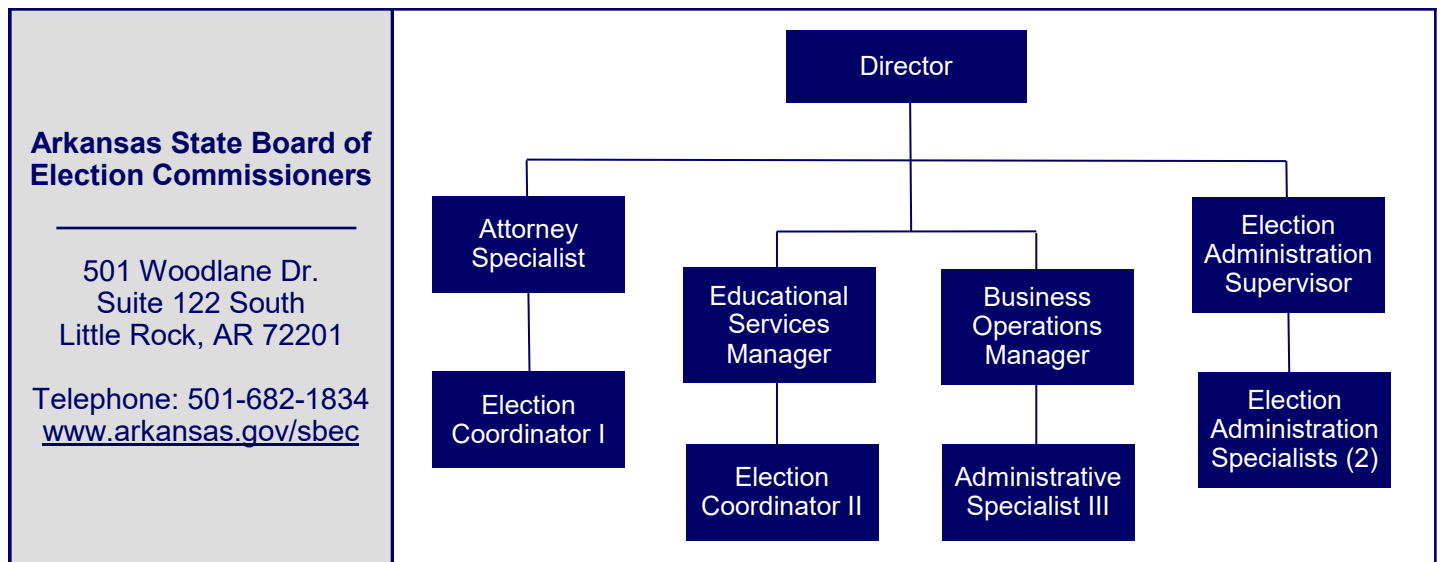 Arkansas State Board of
Election Commissioners
501 Woodlane Dr.
Suite 122 South
Little Rock, AR 72201
Telephone: 501-682-1834
www.arkansas.gov/sbec
Director
Attorney
Specialist
Election
Coordinator I
Educational
Services
Manager
Election
Coordinator II
Business
Operations
Manager
Administrative
Specialist III
Election
Administration
Supervisor
Election
Administration
Specialists (2)